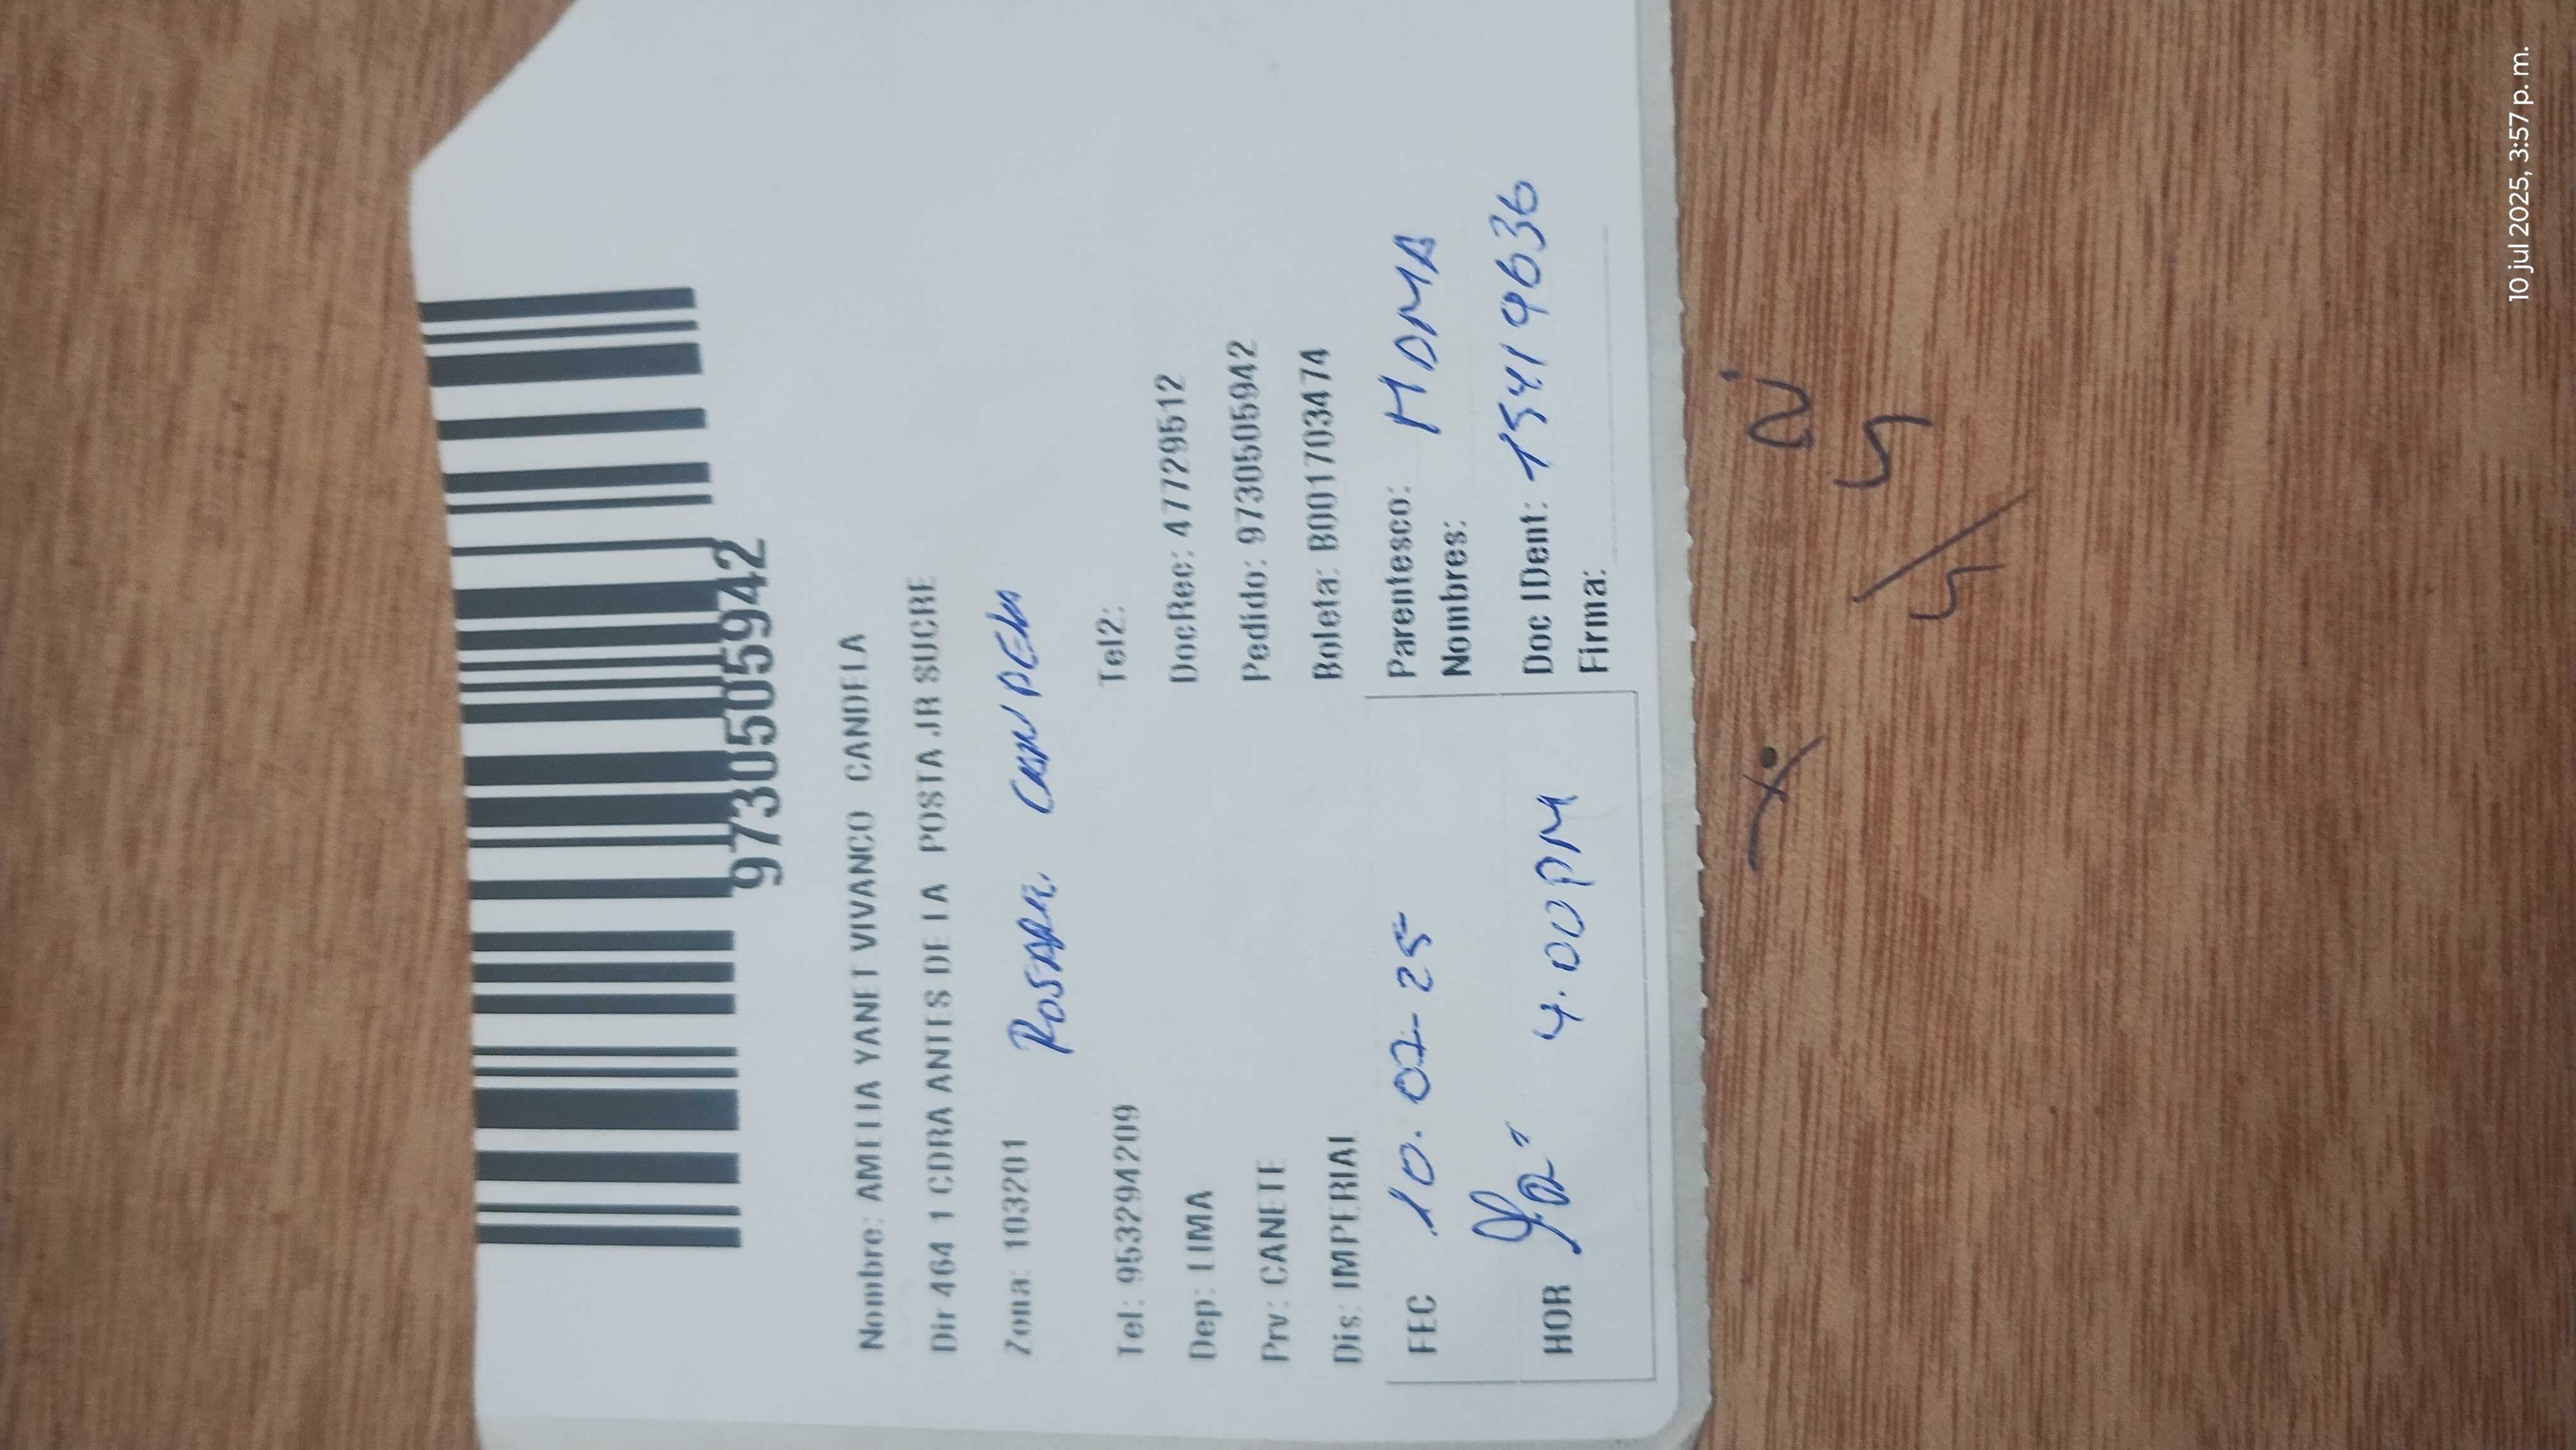 9730505942
Nombre: AMELIA YANET VIVANCO CANDELA
Dir 464 1 CDRA ANTES DE LA POSTA JR SUCRE
Zona: 103201
Tel: 953294209 Tel2:
Dep: LIMA DocRec: 47729512
Prv: CANETE Pedido: 9730505942
Dis: IMPERIAL Boleta: B001703474
FEC 10.07-25 Parentesco: MAMA
Nombres:
HOR 4.00PM Doc IDent: 15419636
Firma:
10 jul 2025, 3:57 p. m.